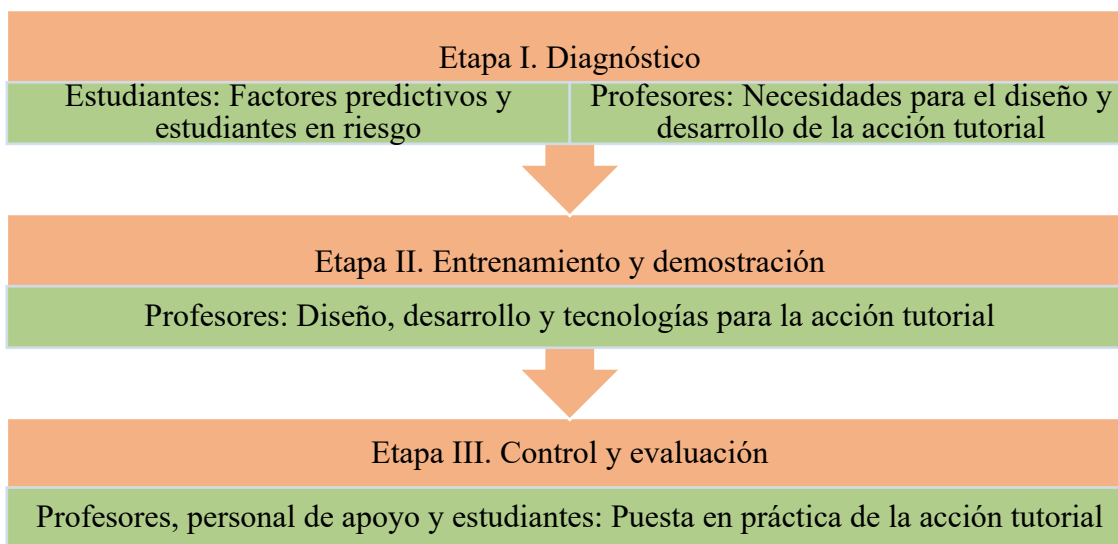 Etapa I. Diagnóstico
Estudiantes: Factores predictivos y
estudiantes en riesgo
Profesores: Necesidades para el diseño y
desarrollo de la acción tutorial
Etapa II. Entrenamiento y demostración
Profesores: Diseño, desarrollo y tecnologías para la acción tutorial
Etapa III. Control y evaluación
Profesores, personal de apoyo y estudiantes: Puesta en práctica de la acción tutorial